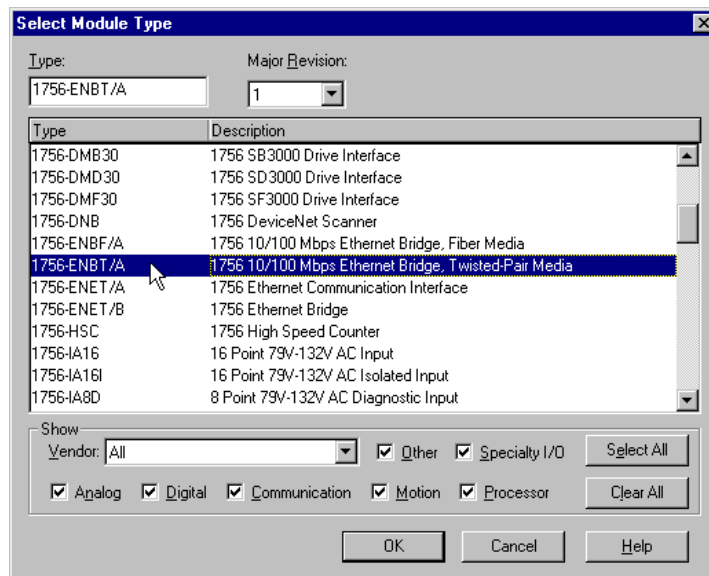 Select Module Type
Type:
Major Revision:
1756-ENBT/A
1
Type Description
1756-DMB30 1756 SB3000 Drive Interface
1756-DMD30 1756 SD3000 Drive Interface
1756-DMF30 1756 SF3000 Drive Interface
1756-DNB 1756 DeviceNet Scanner
1756-ENBF/A 1756 10/100 Mbps Ethernet Bridge, Fiber Media
1756-ENBT/A 1756 10/100 Mbps Ethernet Bridge, Twisted-Pair Media
1756-ENET/A 1756 Ethernet Communication Interface
1756-ENET/B 1756 Ethernet Bridge
1756-HSC 1756 High Speed Counter
1756-IA16 16 Point 79V-132V AC Input
1756-IA16I 16 Point 79V-132V AC Isolated Input
1756-IA8D 8 Point 79V-132V AC Diagnostic Input
Show
Vendor: All Other Specialty I/O Select All
Analog Digital Communication Motion Processor Clear All
OK Cancel Help